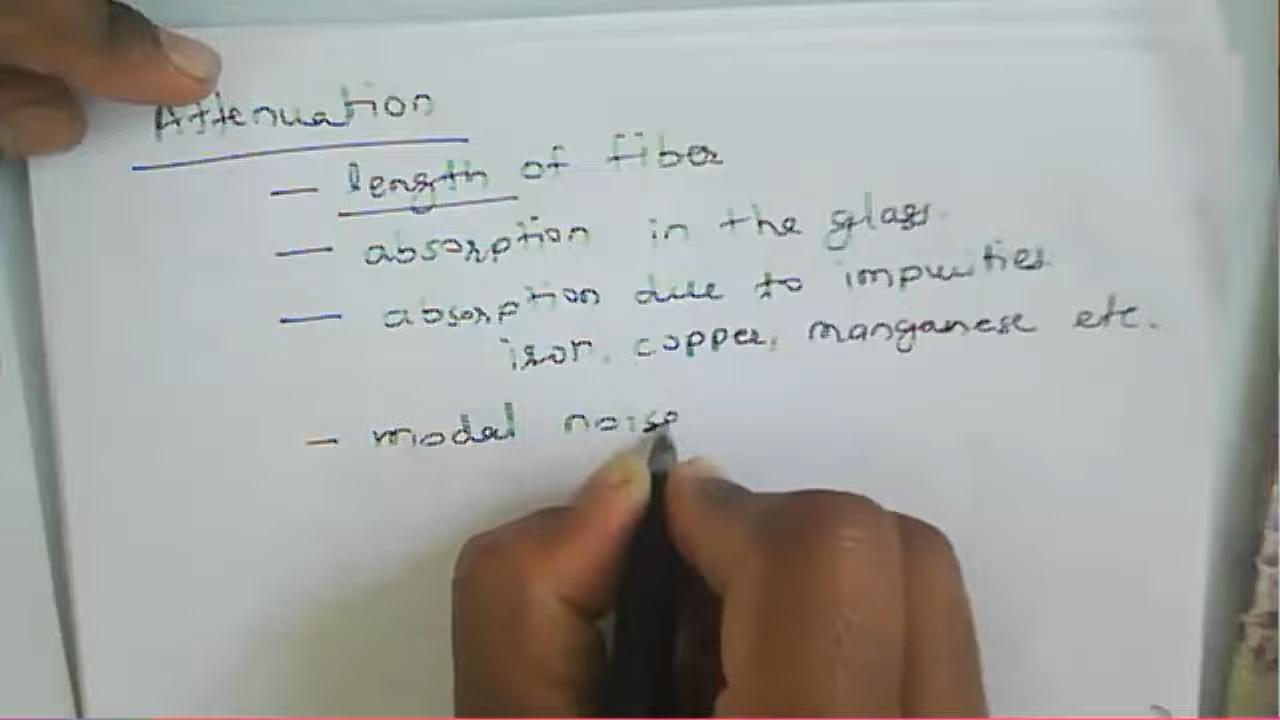 Attenuation
— length of fiber
— absorption in the glass.
— absorption due to impurities
iron, copper, manganese etc.
— modal noise